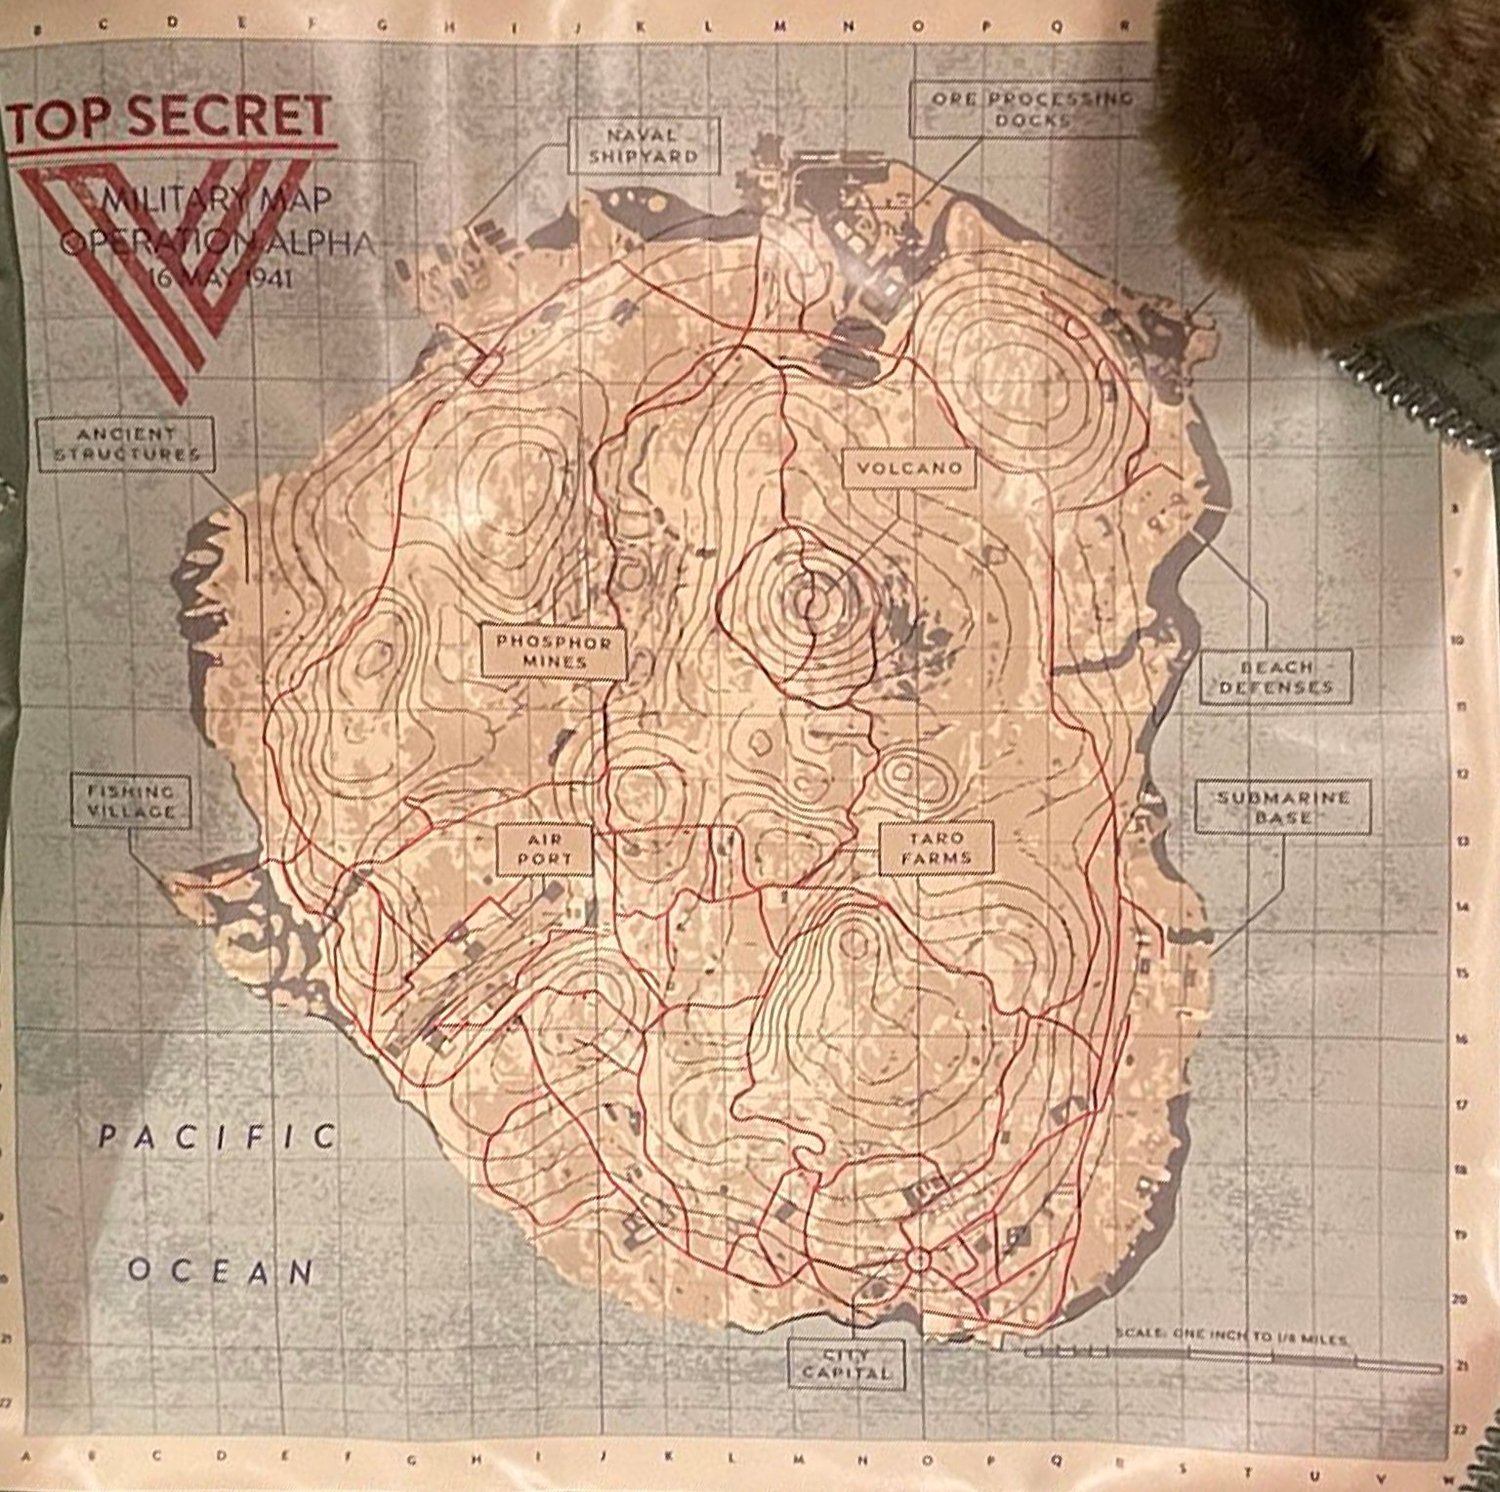 B C D E F G H I J K L M N O P Q R
TOP SECRET
MILITARY MAP
OPERATION ALPHA
16 MAY 1941
NAVAL
SHIPYARD
ORE PROCESSING
DOCKS
ANCIENT
STRUCTURES
VOLCANO
PHOSPHOR
MINES
BEACH
DEFENSES
FISHING
VILLAGE
AIR
PORT
TARO
FARMS
SUBMARINE
BASE
PACIFIC
OCEAN
CITY
CAPITAL
SCALE: ONE INCH TO 1/8 MILES
8
9
10
11
12
13
14
15
16
17
18
19
20
21
22
21
22
A B C D E F G H I J K L M N O P Q R S T U V W